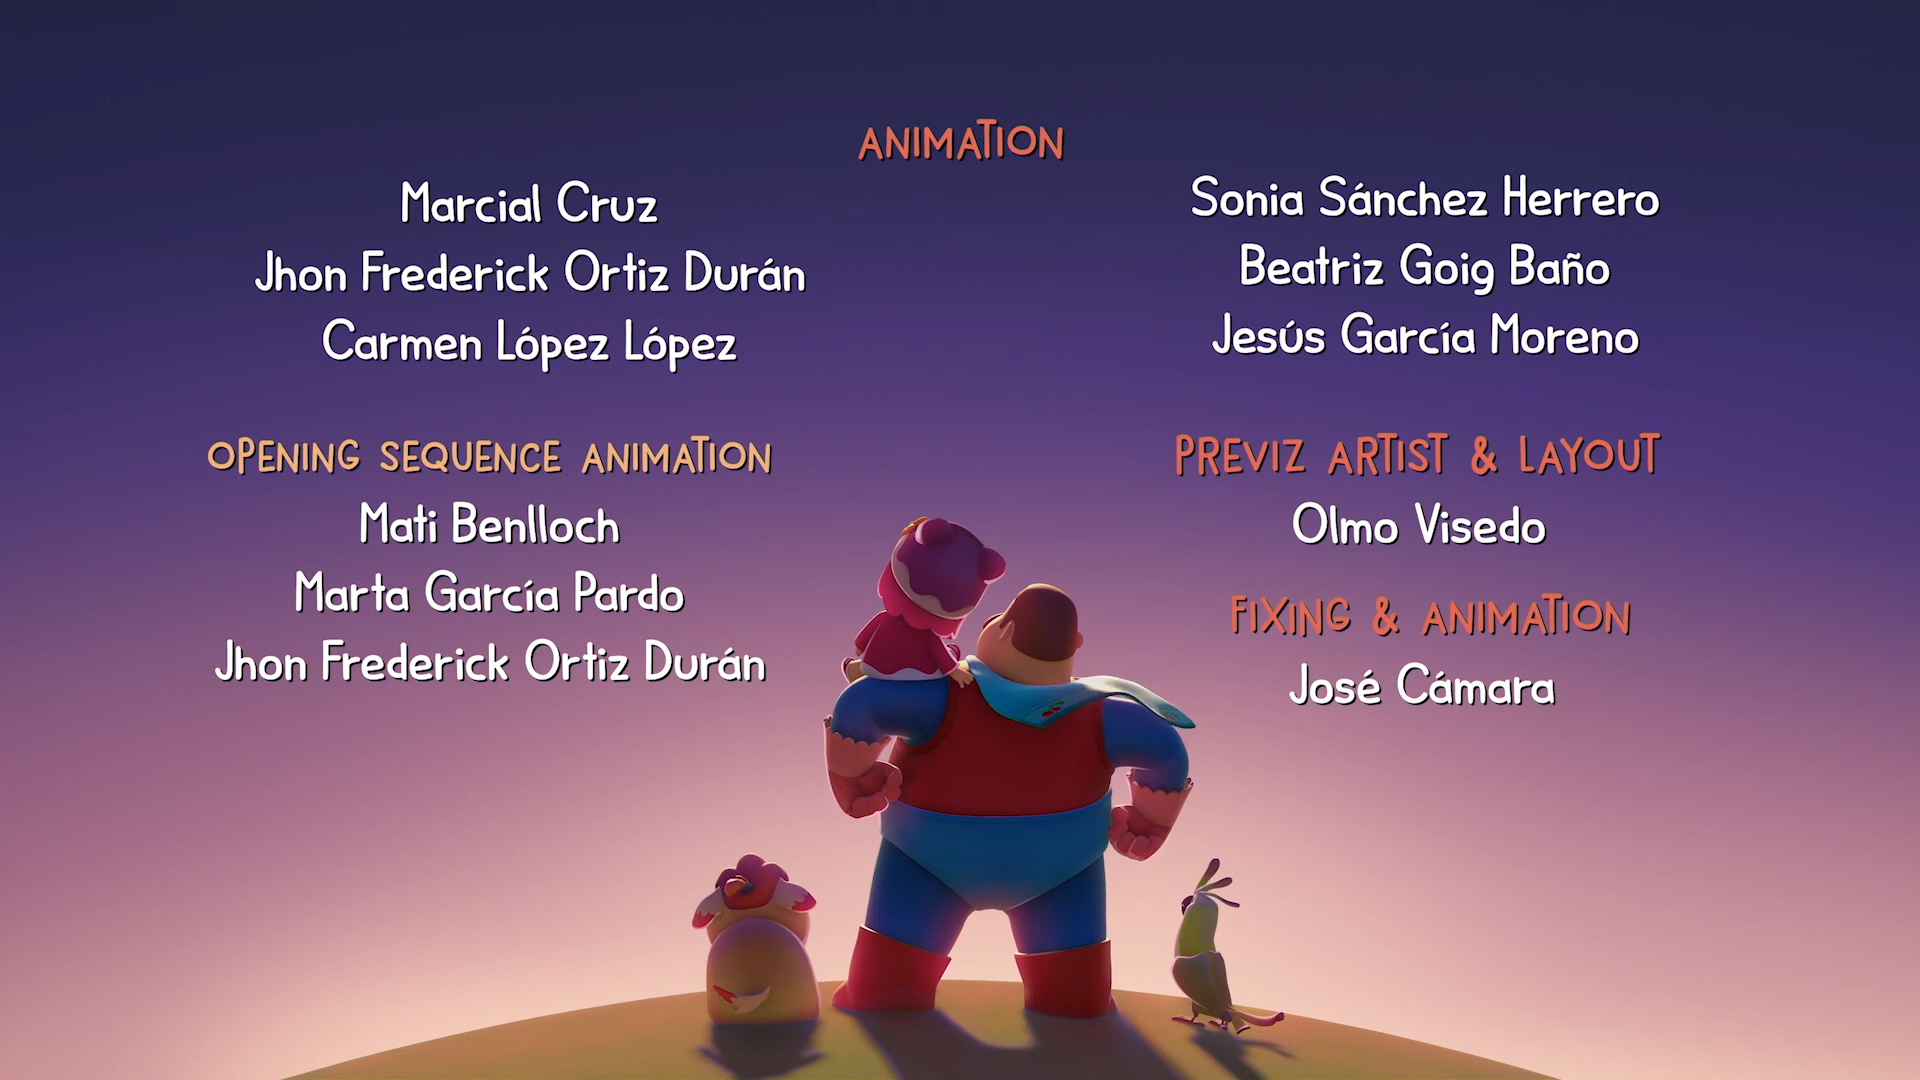 ANIMATION
Marcial Cruz
Jhon Frederick Ortiz Durán
Carmen López López
Sonia Sánchez Herrero
Beatriz Goig Baño
Jesús García Moreno
OPENING SEQUENCE ANIMATION
Mati Benlloch
Marta García Pardo
Jhon Frederick Ortiz Durán
PREVIZ ARTIST & LAYOUT
Olmo Visedo
FIXING & ANIMATION
José Cámara